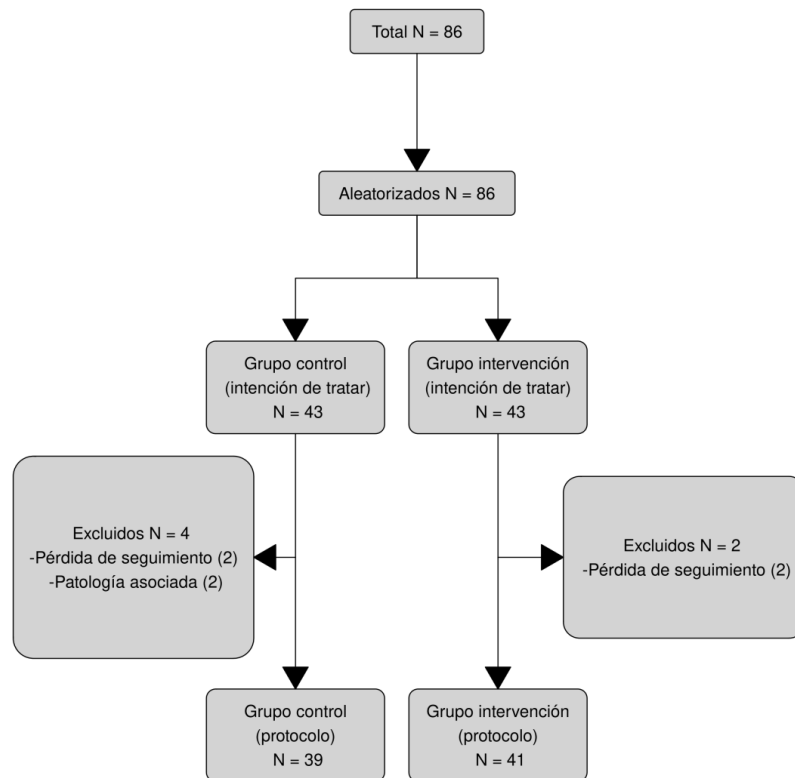 Total N = 86
Aleatorizados N = 86
Grupo control
(intención de tratar)
N = 43
Grupo intervención
(intención de tratar)
N = 43
Excluidos N = 4
-Pérdida de seguimiento (2)
-Patología asociada (2)
Excluidos N = 2
-Pérdida de seguimiento (2)
Grupo control
(protocolo)
N = 39
Grupo intervención
(protocolo)
N = 41